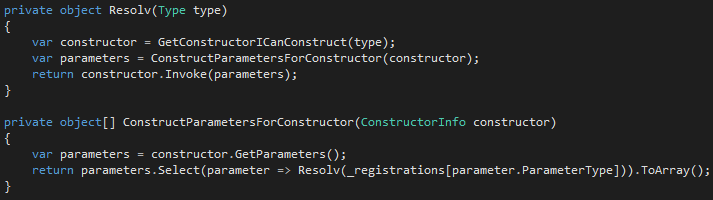 private object Resolv(Type type)
{
    var constructor = GetConstructorICanConstruct(type);
    var parameters = ConstructParametersForConstructor(constructor);
    return constructor.Invoke(parameters);
}

private object[] ConstructParametersForConstructor(ConstructorInfo constructor)
{
    var parameters = constructor.GetParameters();
    return parameters.Select(parameter => Resolv(_registrations[parameter.ParameterType])).ToArray();
}